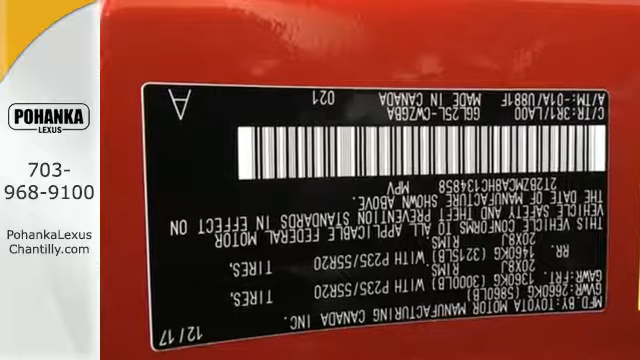 POHANKA
LEXUS
703-
968-9100
PohankaLexus
Chantilly.com
MFD. BY: TOYOTA MOTOR MANUFACTURING CANADA INC. 12/17
GVWR: 2660KG (5860LB)
GAWR: FRT. 1360KG (3000LB) WITH P235/55R20 TIRES,
20X8J RIMS
RR. 1460KG (3215LB) WITH P235/55R20 TIRES,
20X8J RIMS
THIS VEHICLE CONFORMS TO ALL APPLICABLE FEDERAL MOTOR
VEHICLE SAFETY AND THEFT PREVENTION STANDARDS IN EFFECT ON
THE DATE OF MANUFACTURE SHOWN ABOVE.
2T2BZMCA8HC134858 MPV
C/TR:3R1/LA00 GGL25L-CWZGBA
A/TM:-01A/U881F MADE IN CANADA 021 A